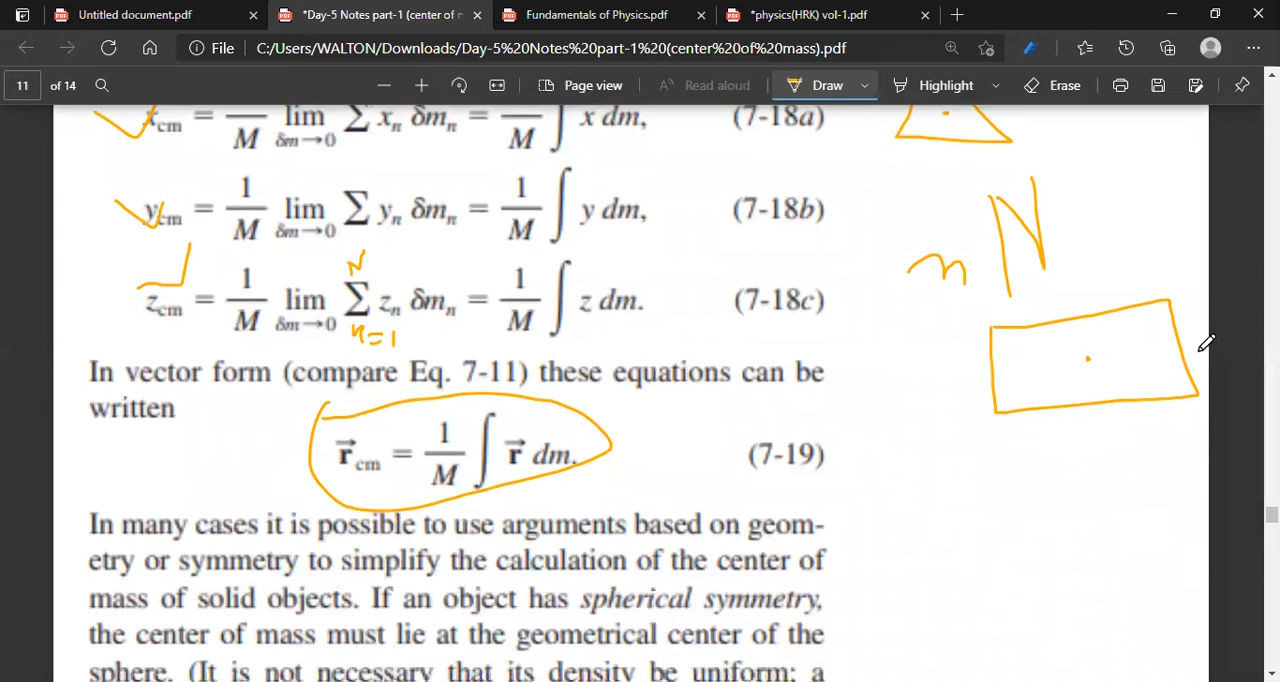 Untitled document.pdf
*Day-5 Notes part-1 (center of n
Fundamentals of Physics.pdf
*physics(HRK) vol-1.pdf
File C:/Users/WALTON/Downloads/Day-5%20Notes%20part-1%20(center%20of%20mass).pdf
11 of 14
Page view
Read aloud
Draw
Highlight
Erase
x_cm = M lim δm→0 Σ x_n δm_n = M ∫ x dm, (7-18a)
y_cm = 1/M lim δm→0 Σ y_n δm_n = 1/M ∫ y dm, (7-18b)
N
m
N
z_cm = 1/M lim δm→0 Σ z_n δm_n = 1/M ∫ z dm. (7-18c)
n=1
In vector form (compare Eq. 7-11) these equations can be
written
r⃗_cm = 1/M ∫ r⃗ dm. (7-19)
In many cases it is possible to use arguments based on geom-
etry or symmetry to simplify the calculation of the center of
mass of solid objects. If an object has spherical symmetry,
the center of mass must lie at the geometrical center of the
sphere. (It is not necessary that its density be uniform; a